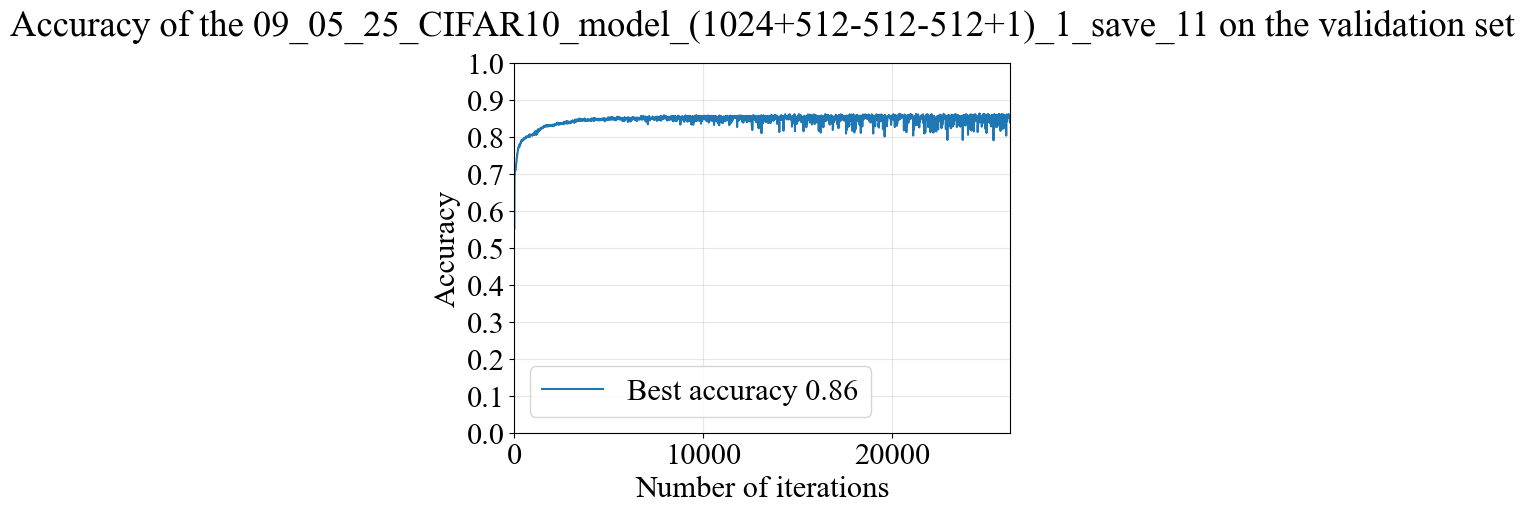 Accuracy of the 09_05_25_CIFAR10_model_(1024+512-512-512+1)_1_save_11 on the validation set
1.0
0.9
0.8
0.7
0.6
0.5
0.4
0.3
0.2
0.1
0.0
Accuracy
Best accuracy 0.86
0 10000 20000
Number of iterations